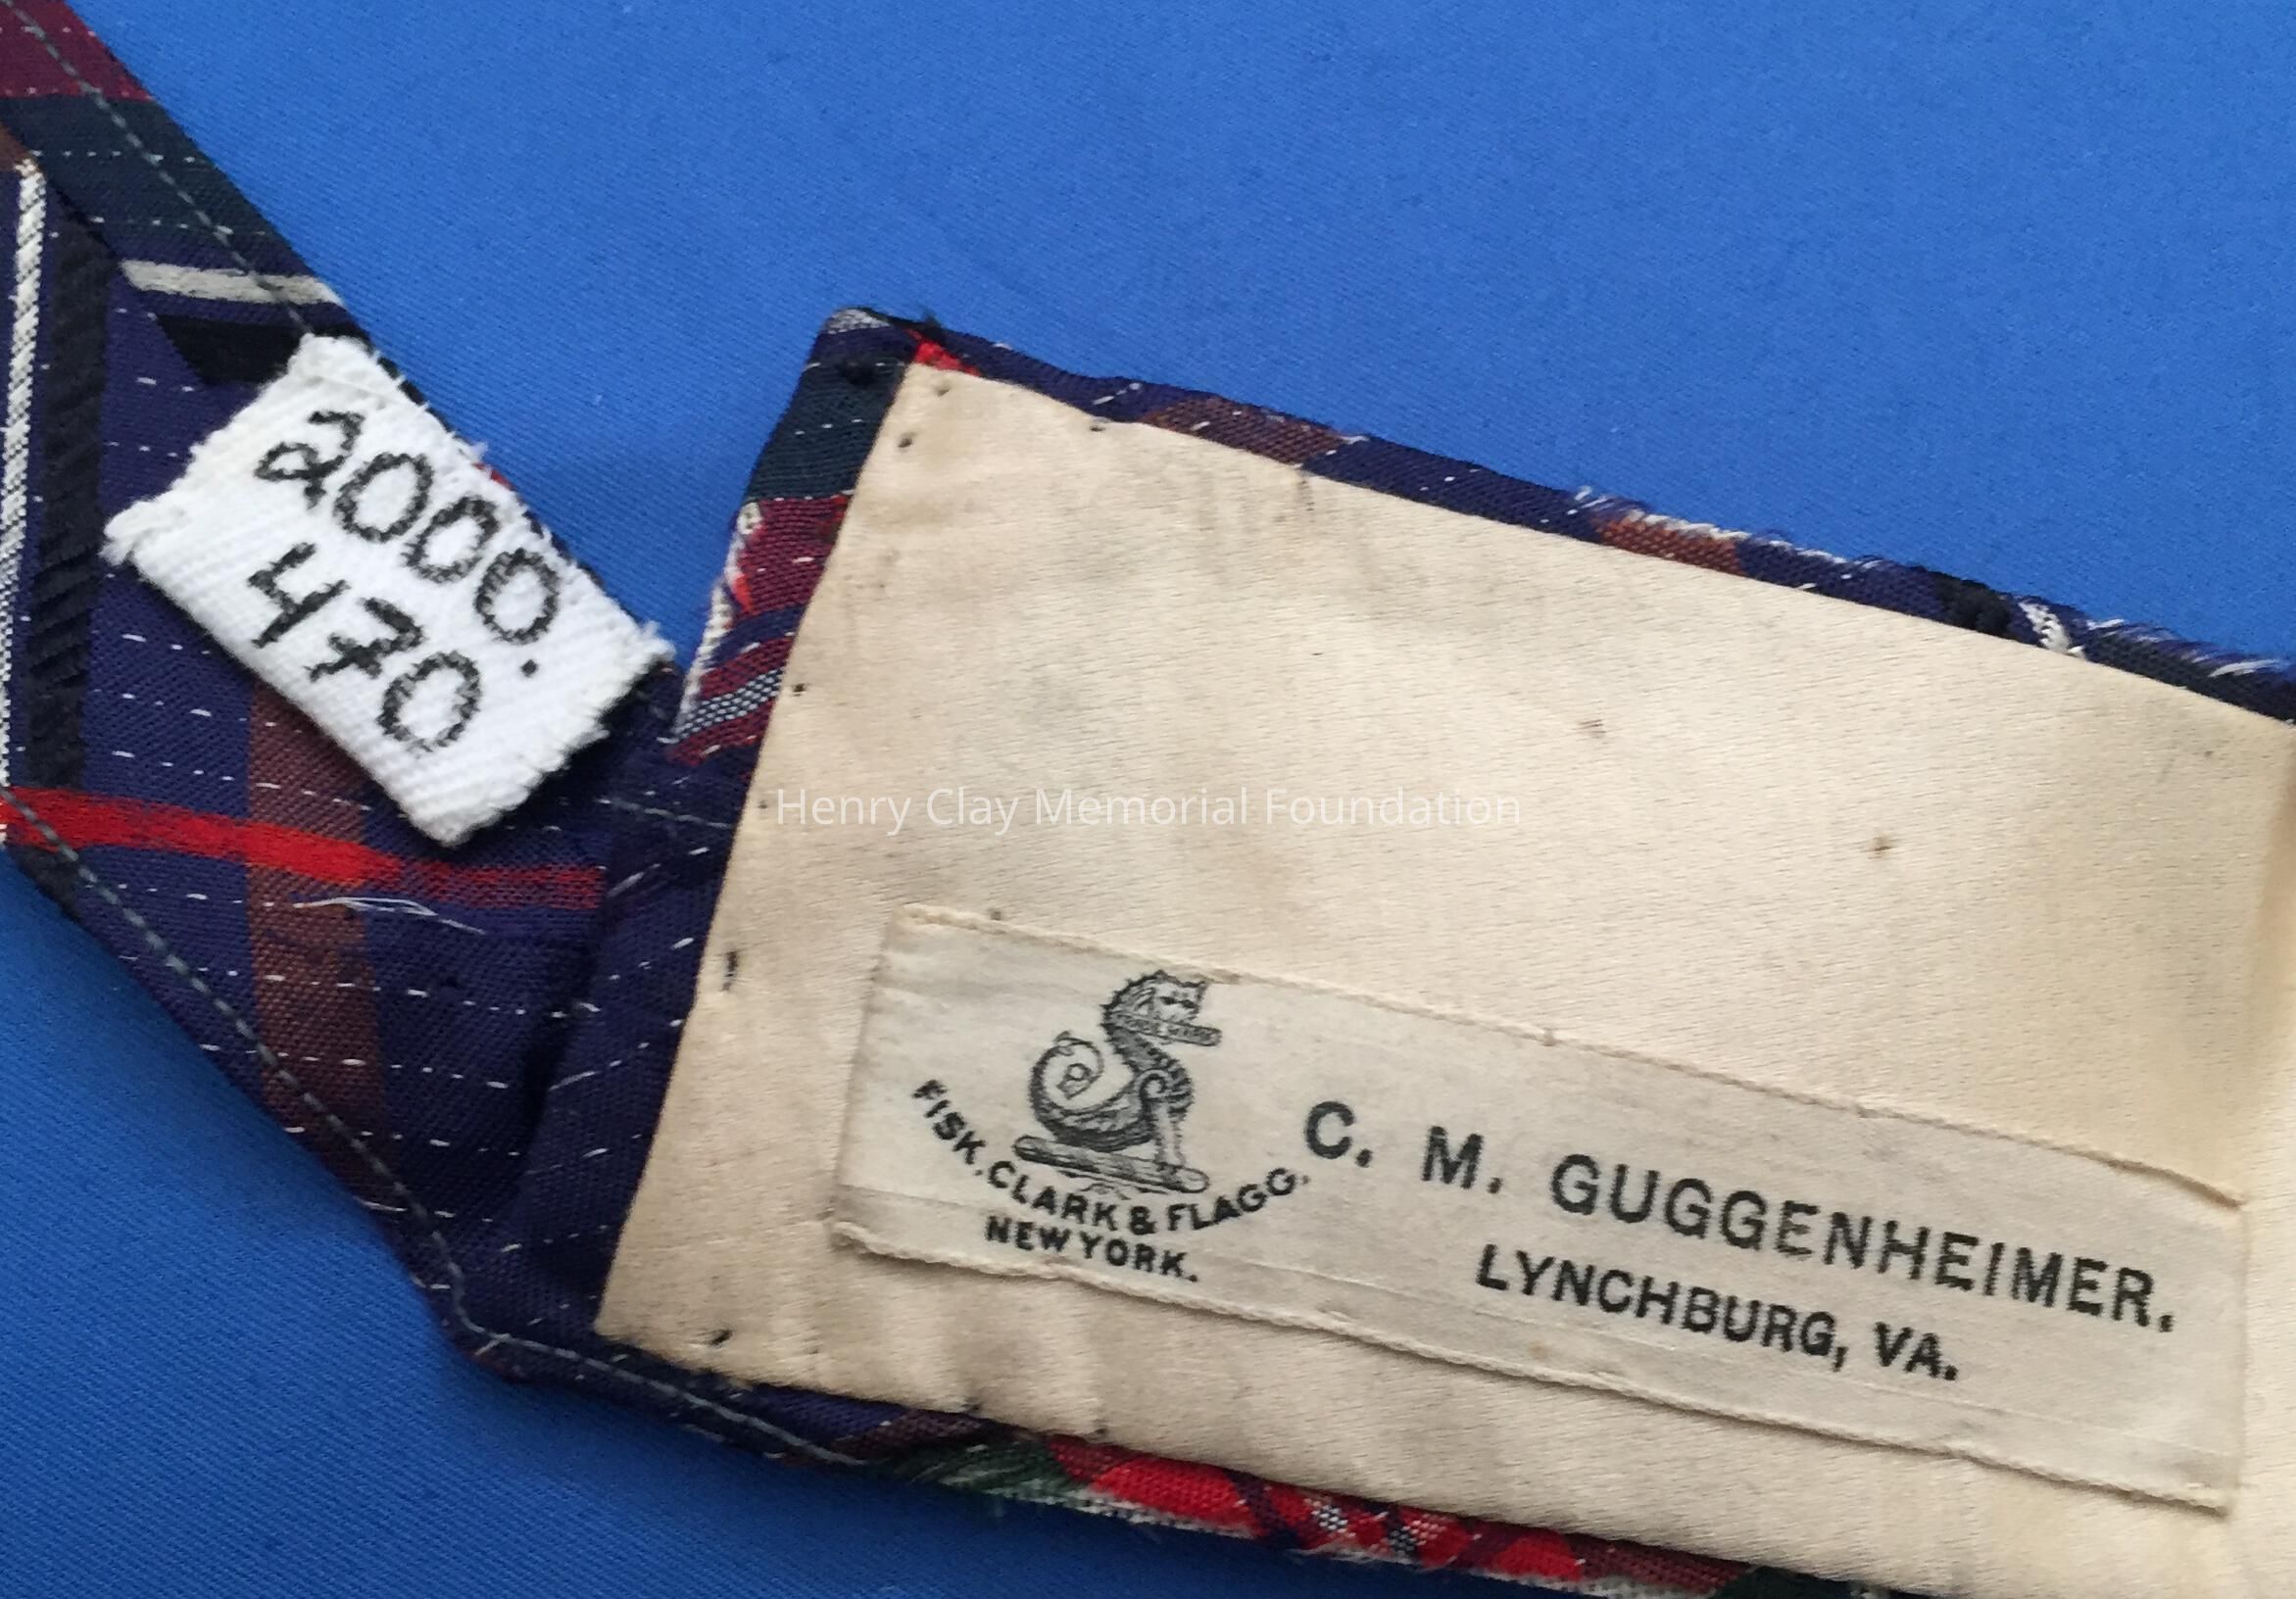 2000.
470
Henry Clay Memorial Foundation
FISK, CLARK & FLAGG.
NEW YORK.
C. M. GUGGENHEIMER.
LYNCHBURG, VA.